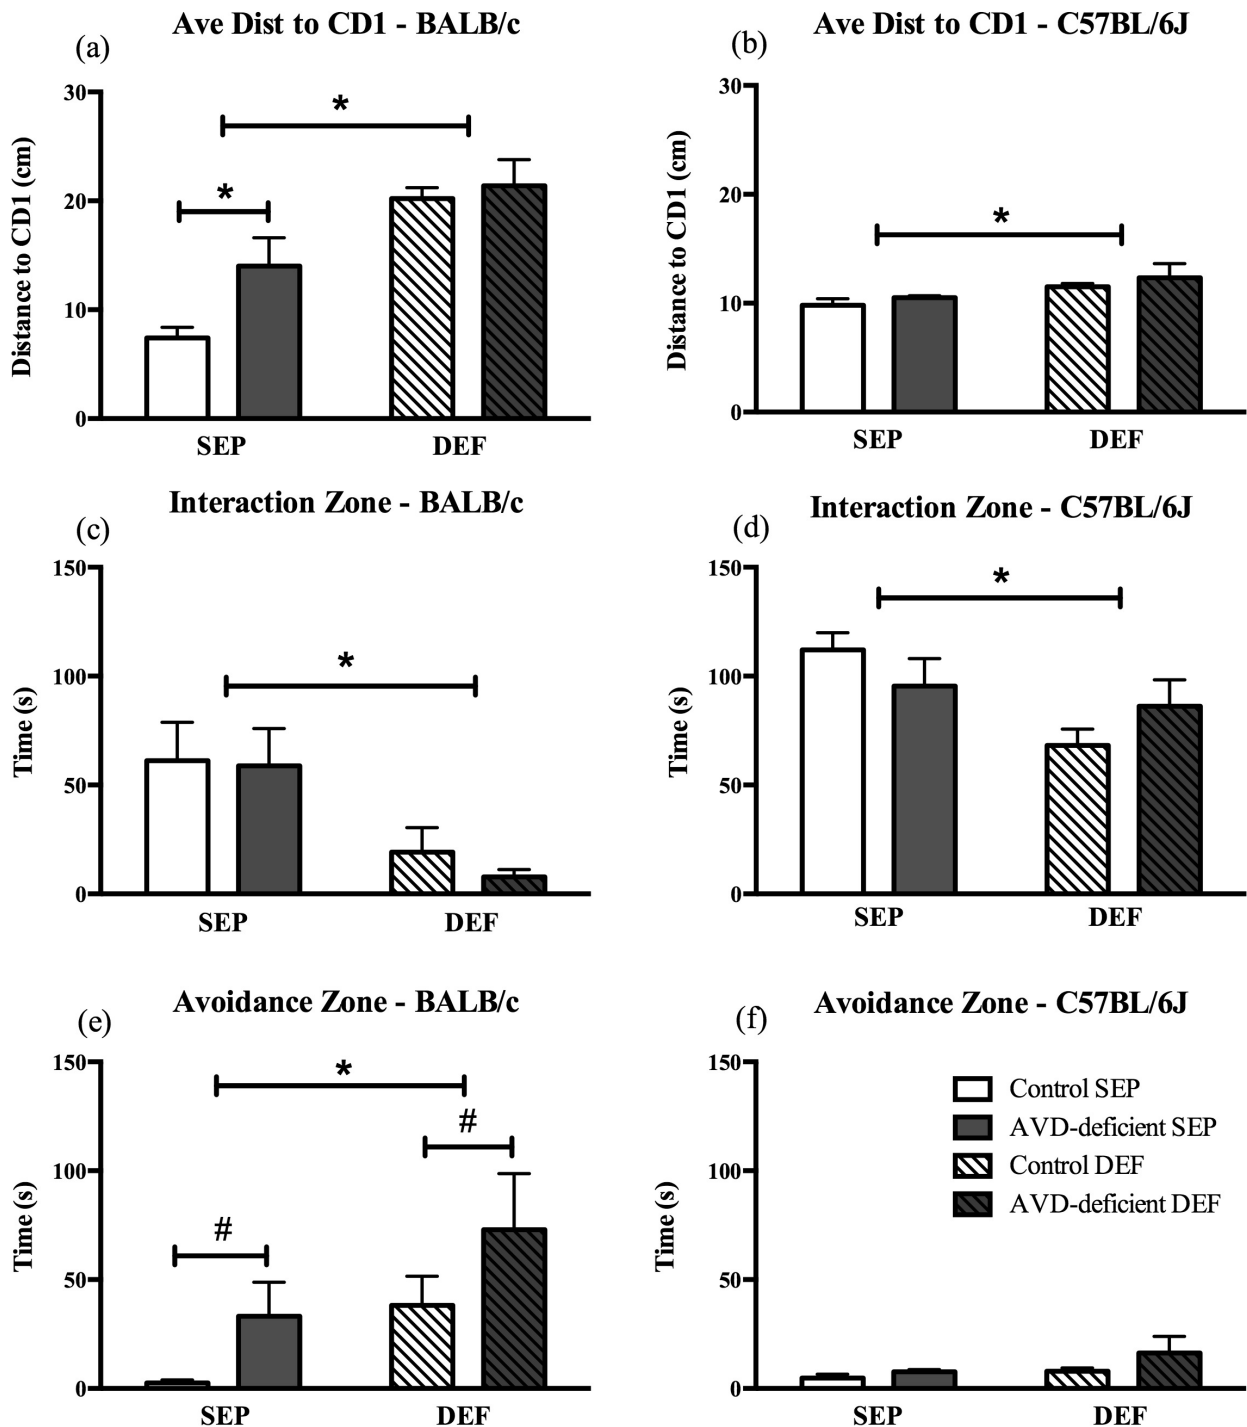 (a)
Ave Dist to CD1 - BALB/c
Distance to CD1 (cm)
30
20
10
0
*
*
SEP
DEF
(b)
Ave Dist to CD1 - C57BL/6J
Distance to CD1 (cm)
30
20
10
0
*
SEP
DEF
(c)
Interaction Zone - BALB/c
Time (s)
150
100
50
0
*
SEP
DEF
(d)
Interaction Zone - C57BL/6J
Time (s)
150
100
50
0
*
SEP
DEF
(e)
Avoidance Zone - BALB/c
Time (s)
150
100
50
0
*
#
#
SEP
DEF
(f)
Avoidance Zone - C57BL/6J
Time (s)
150
100
50
0
Control SEP
AVD-deficient SEP
Control DEF
AVD-deficient DEF
SEP
DEF